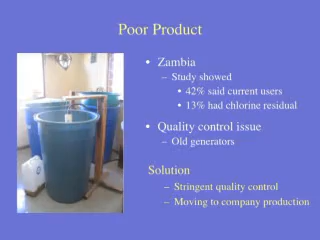 Poor Product
• Zambia
– Study showed
• 42% said current users
• 13% had chlorine residual
• Quality control issue
– Old generators
Solution
– Stringent quality control
– Moving to company production